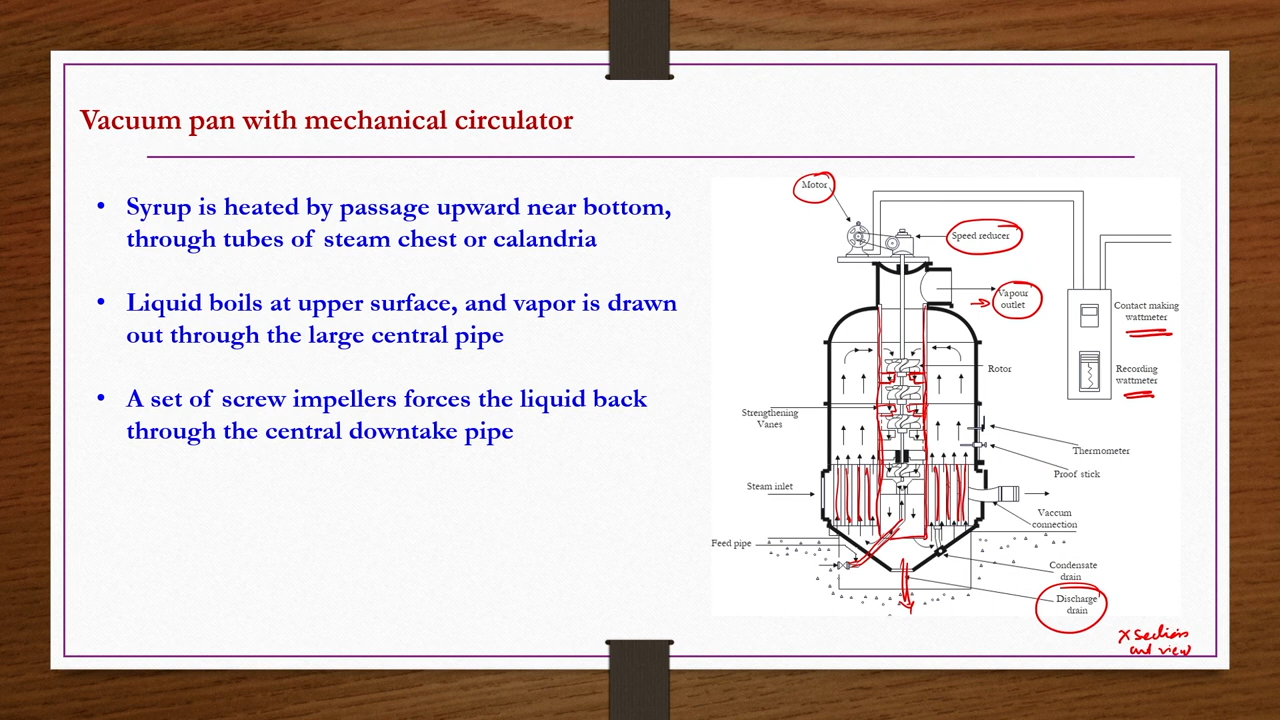 Vacuum pan with mechanical circulator
• Syrup is heated by passage upward near bottom,
through tubes of steam chest or calandria
• Liquid boils at upper surface, and vapor is drawn
out through the large central pipe
• A set of screw impellers forces the liquid back
through the central downtake pipe
Motor
Speed reducer
Vapour
outlet
Contact making
wattmeter
Rotor
Recording
wattmeter
Strengthening
Vanes
Thermometer
Proof stick
Steam inlet
Vaccum
connection
Feed pipe
Condensate
drain
Discharge
drain
X Section
view